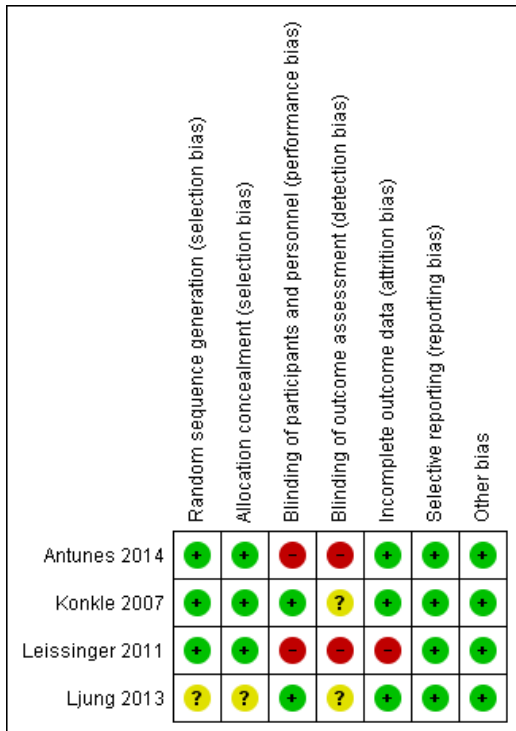 Random sequence generation (selection bias)
Allocation concealment (selection bias)
Blinding of participants and personnel (performance bias)
Blinding of outcome assessment (detection bias)
Incomplete outcome data (attrition bias)
Selective reporting (reporting bias)
Other bias
Antunes 2014 + + - - + + +
Konkle 2007 + + + ? + + +
Leissinger 2011 + + - - - + +
Ljung 2013 ? ? + ? + + +